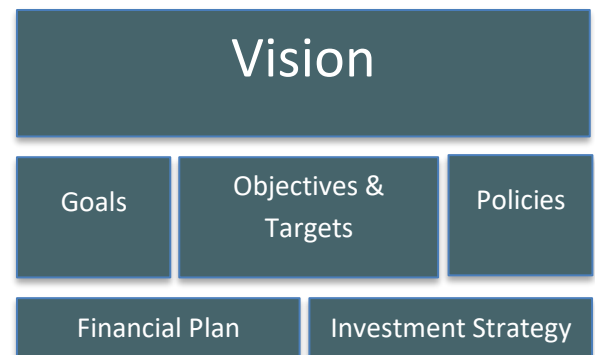 Vision
Goals
Objectives &
Targets
Policies
Financial Plan
Investment Strategy